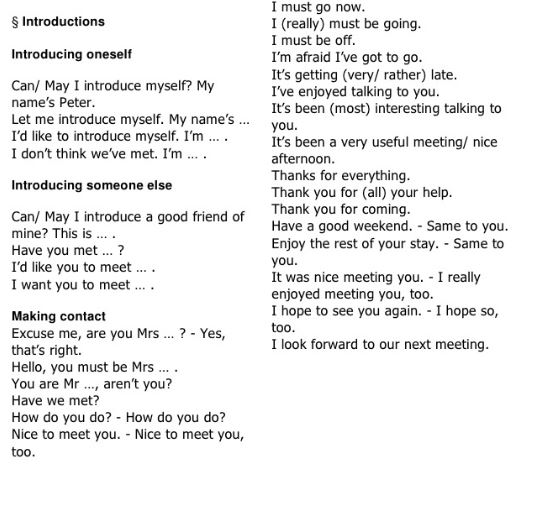 § Introductions
Introducing oneself
Can/ May I introduce myself? My
name’s Peter.
Let me introduce myself. My name’s ...
I’d like to introduce myself. I’m ... .
I don’t think we’ve met. I’m ... .
Introducing someone else
Can/ May I introduce a good friend of
mine? This is ... .
Have you met ... ?
I’d like you to meet ... .
I want you to meet ... .
Making contact
Excuse me, are you Mrs ... ? - Yes,
that’s right.
Hello, you must be Mrs ... .
You are Mr ..., aren’t you?
Have we met?
How do you do? - How do you do?
Nice to meet you. - Nice to meet you,
too.
I must go now.
I (really) must be going.
I must be off.
I’m afraid I’ve got to go.
It’s getting (very/ rather) late.
I’ve enjoyed talking to you.
It’s been (most) interesting talking to
you.
It’s been a very useful meeting/ nice
afternoon.
Thanks for everything.
Thank you for (all) your help.
Thank you for coming.
Have a good weekend. - Same to you.
Enjoy the rest of your stay. - Same to
you.
It was nice meeting you. - I really
enjoyed meeting you, too.
I hope to see you again. - I hope so,
too.
I look forward to our next meeting.